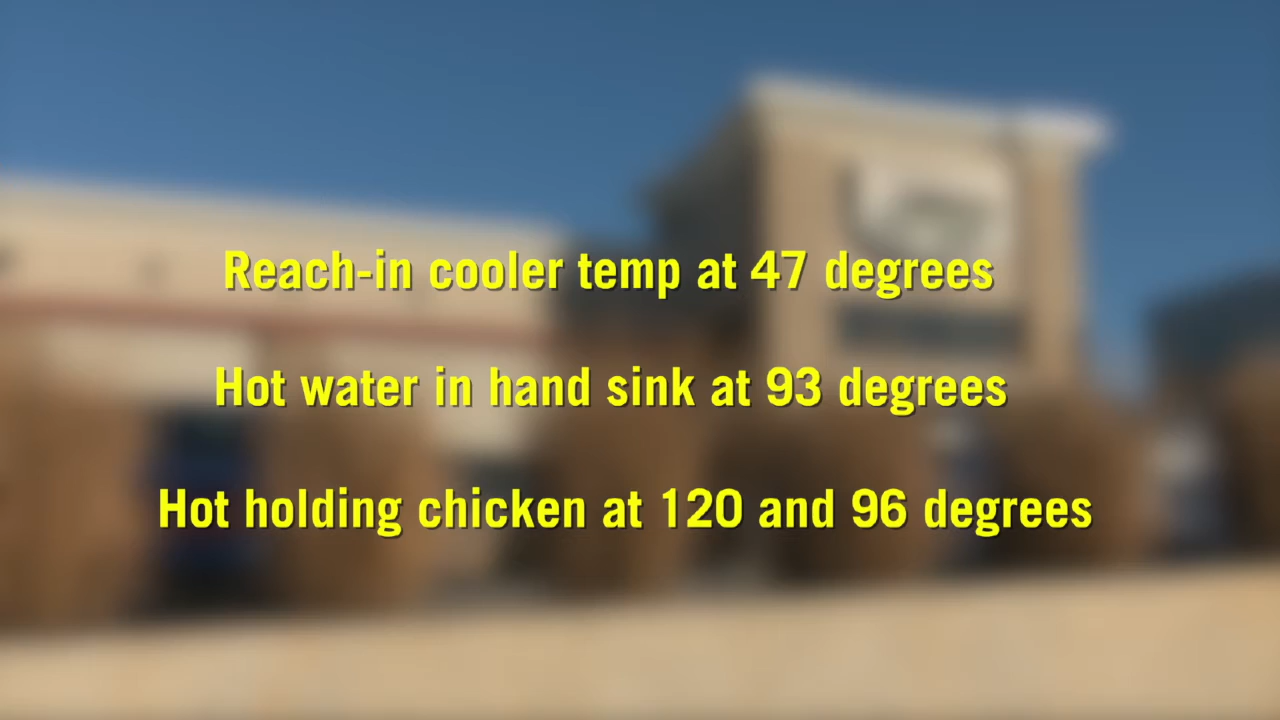 Reach-in cooler temp at 47 degrees
Hot water in hand sink at 93 degrees
Hot holding chicken at 120 and 96 degrees